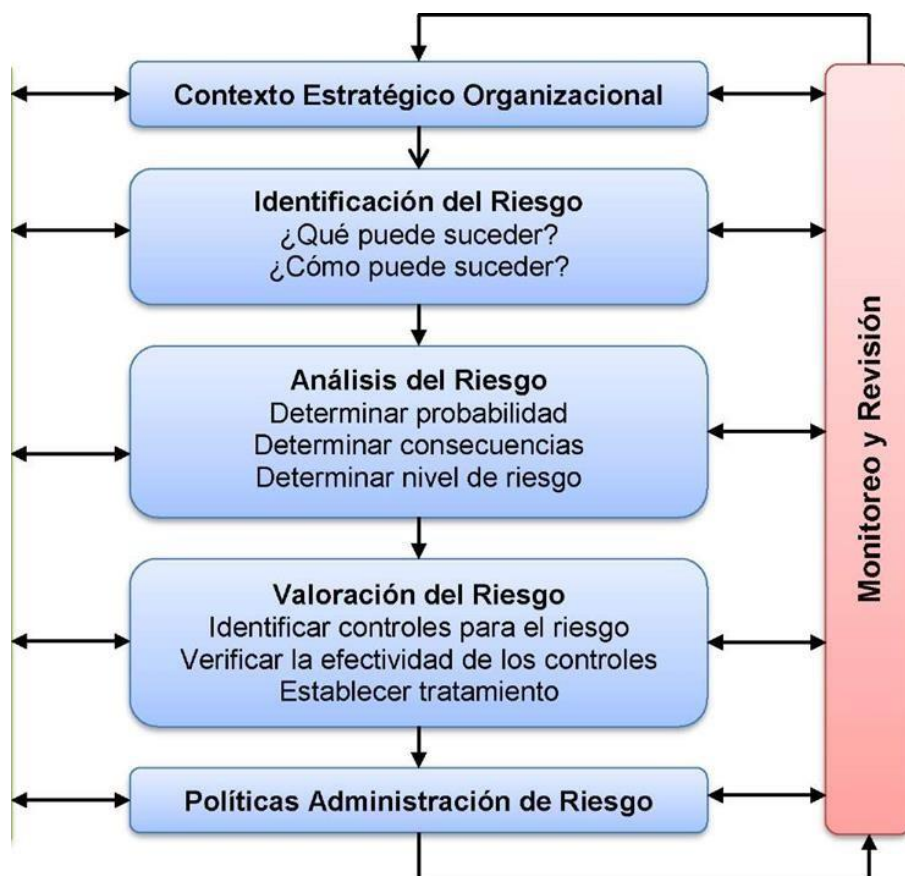 Contexto Estratégico Organizacional
Identificación del Riesgo
¿Qué puede suceder?
¿Cómo puede suceder?
Análisis del Riesgo
Determinar probabilidad
Determinar consecuencias
Determinar nivel de riesgo
Valoración del Riesgo
Identificar controles para el riesgo
Verificar la efectividad de los controles
Establecer tratamiento
Políticas Administración de Riesgo
Monitoreo y Revisión